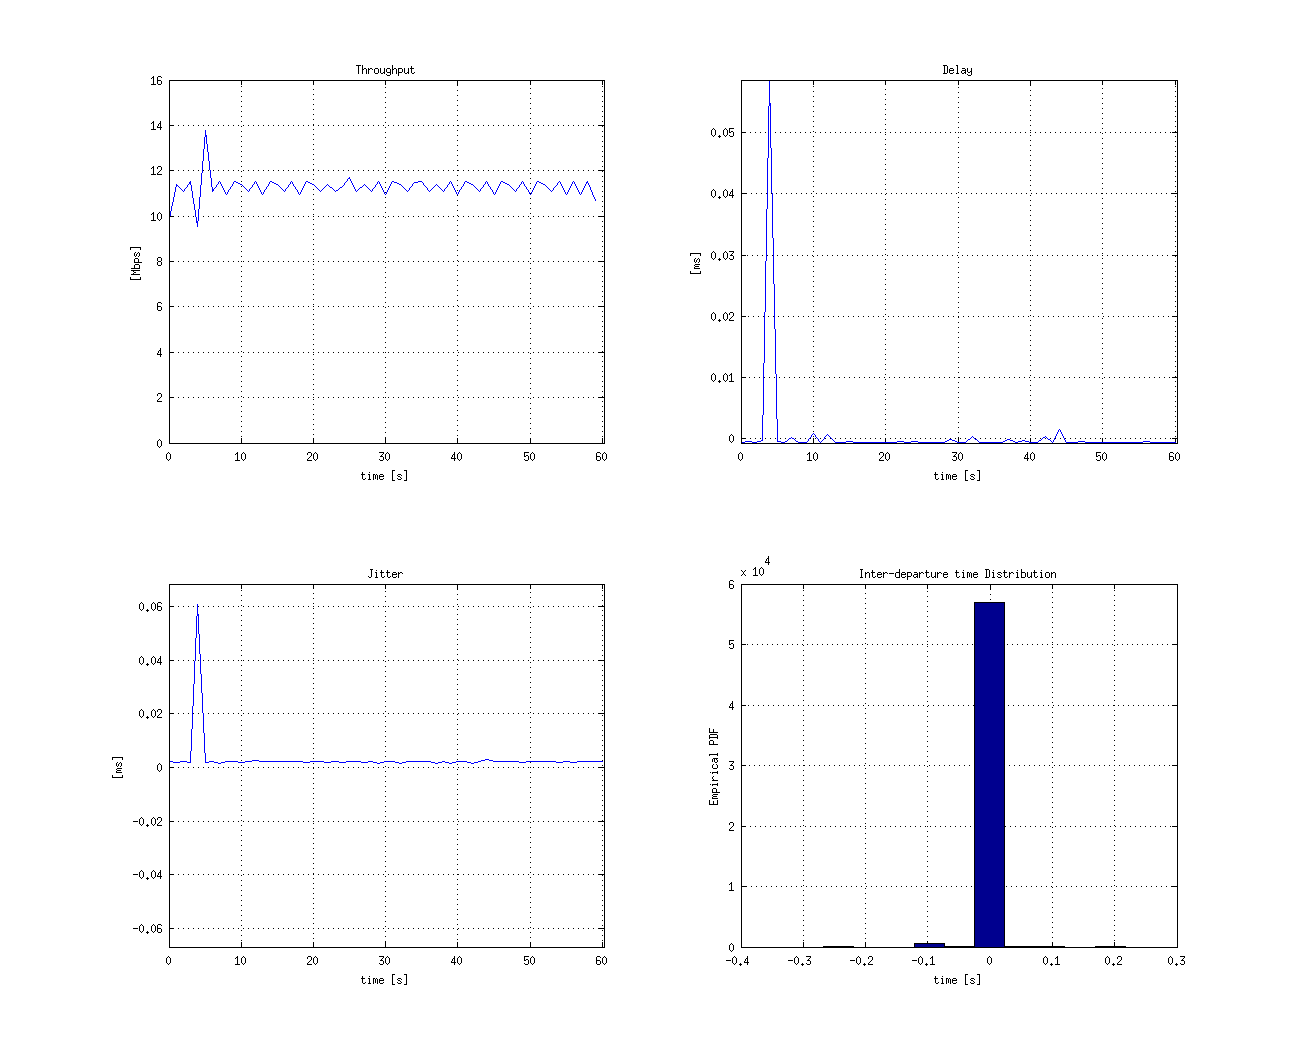 Throughput
16
14
12
10
8
6
4
2
0
[Mbps]
0 10 20 30 40 50 60
time [s]
Delay
0.05
0.04
0.03
0.02
0.01
0
[ms]
0 10 20 30 40 50 60
time [s]
Jitter
0.06
0.04
0.02
0
-0.02
-0.04
-0.06
[ms]
0 10 20 30 40 50 60
time [s]
x 10 4
Inter-departure time Distribution
6
5
4
3
2
1
0
Empirical PDF
-0.4 -0.3 -0.2 -0.1 0 0.1 0.2 0.3
time [s]